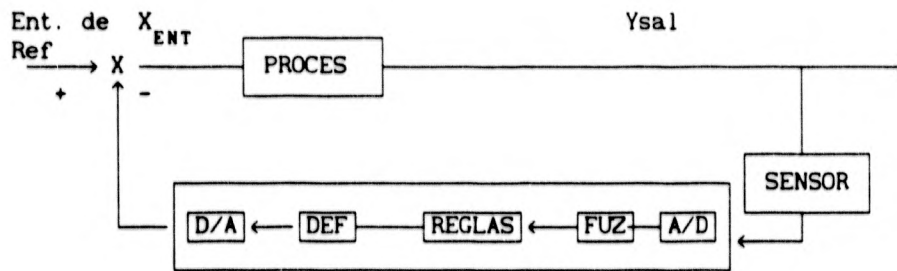 Ent. de X ENT Ysal
Ref
X PROCES
+ -
SENSOR
D/A DEF REGLAS FUZ A/D